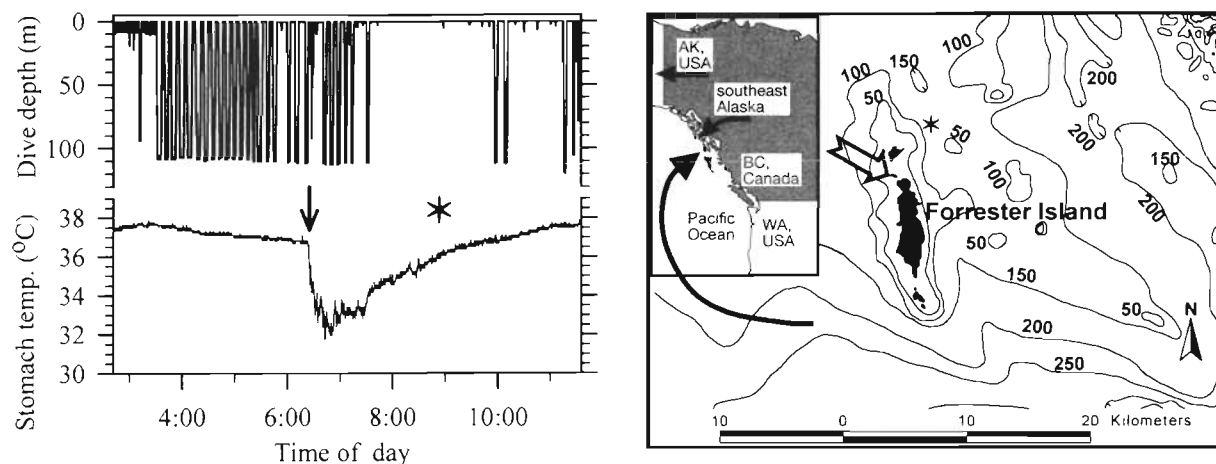 Dive depth (m)
0
50
100
Stomach temp. (°C)
38
36
34
32
30
4:00
6:00
8:00
10:00
Time of day
AK,
USA
southeast
Alaska
BC,
Canada
Pacific
Ocean
WA,
USA
100
150
200
100
50
50
200
150
100
200
Forrester Island
50
150
50
N
200
250
10
0
10
20
Kilometers